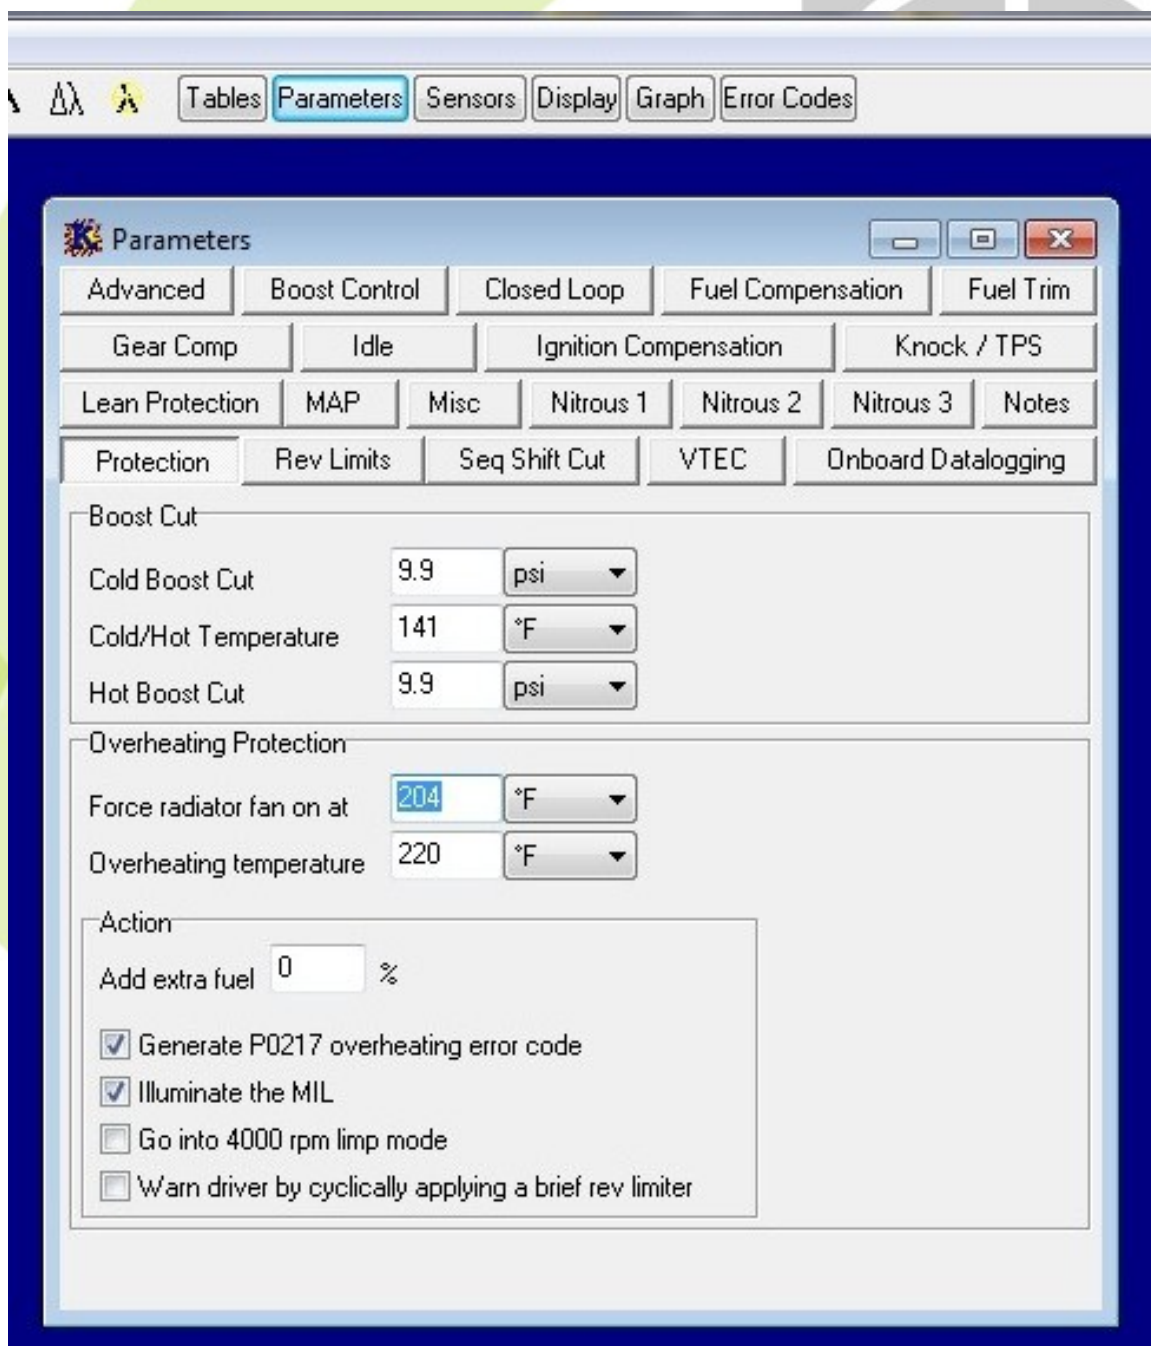 Δλ λ Tables Parameters Sensors Display Graph Error Codes
Parameters
Advanced Boost Control Closed Loop Fuel Compensation Fuel Trim
Gear Comp Idle Ignition Compensation Knock / TPS
Lean Protection MAP Misc Nitrous 1 Nitrous 2 Nitrous 3 Notes
Protection Rev Limits Seq Shift Cut VTEC Onboard Datalogging
Boost Cut
Cold Boost Cut 9.9 psi
Cold/Hot Temperature 141 °F
Hot Boost Cut 9.9 psi
Overheating Protection
Force radiator fan on at 204 °F
Overheating temperature 220 °F
Action
Add extra fuel 0 %
Generate P0217 overheating error code
Illuminate the MIL
Go into 4000 rpm limp mode
Warn driver by cyclically applying a brief rev limiter